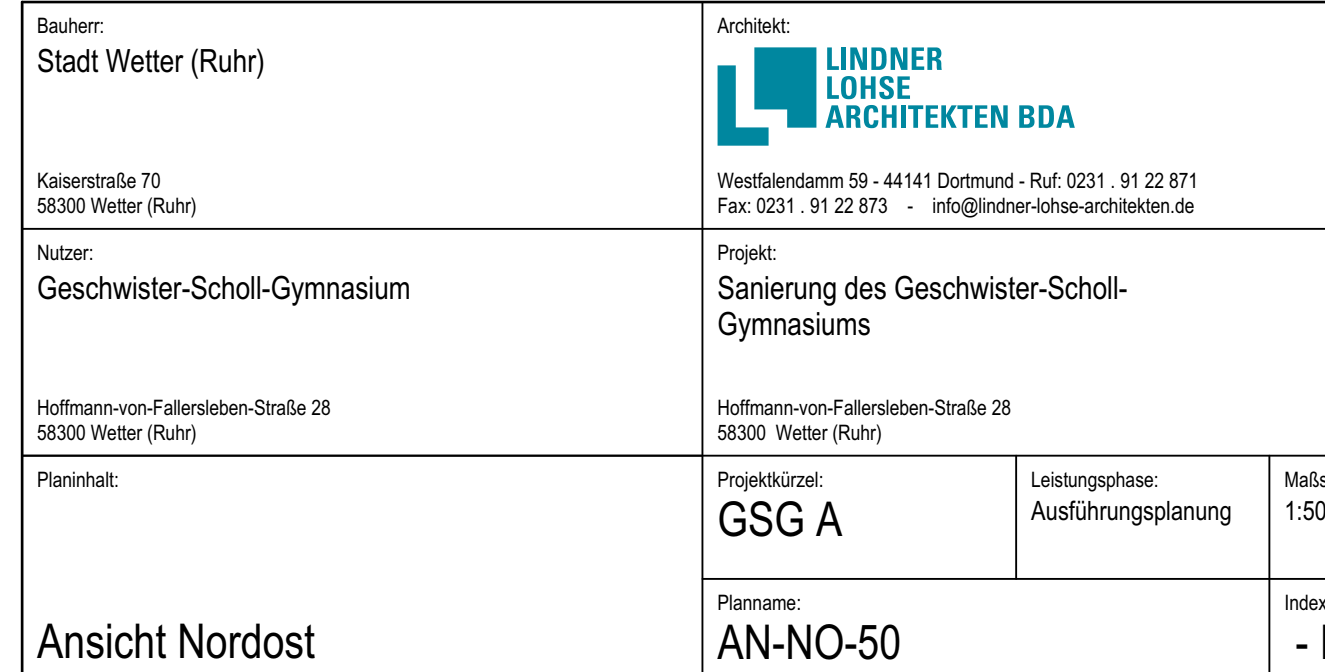 Bauherr:
Stadt Wetter (Ruhr)
Kaiserstraße 70
58300 Wetter (Ruhr)
Architekt:
LINDNER
LOHSE
ARCHITEKTEN BDA
Westfalendamm 59 - 44141 Dortmund - Ruf: 0231 . 91 22 871
Fax: 0231 . 91 22 873 - info@lindner-lohse-architekten.de
Nutzer:
Geschwister-Scholl-Gymnasium
Hoffmann-von-Fallersleben-Straße 28
58300 Wetter (Ruhr)
Projekt:
Sanierung des Geschwister-Scholl-
Gymnasiums
Hoffmann-von-Fallersleben-Straße 28
58300 Wetter (Ruhr)
Planinhalt:
Ansicht Nordost
Projektkürzel:
GSG A
Leistungsphase:
Ausführungsplanung
1:50
Planname:
AN-NO-50
Index
-